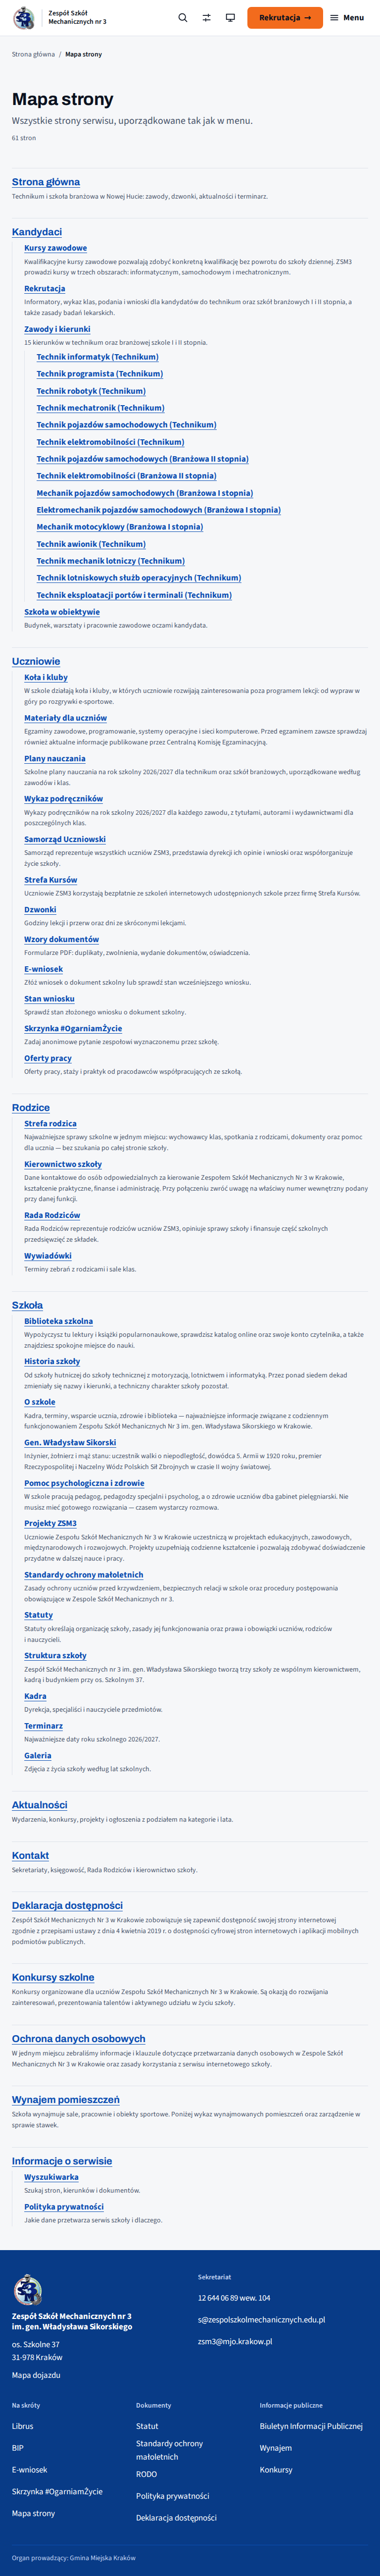 Zespół Szkół
Mechanicznych nr 3
Rekrutacja →
Menu
Strona główna / Mapa strony
Mapa strony
Wszystkie strony serwisu, uporządkowane tak jak w menu.
61 stron
Strona główna
Technikum i szkoła branżowa w Nowej Hucie: zawody, dzwonki, aktualności i terminarz.
Kandydaci
Kursy zawodowe
Kwalifikacyjne kursy zawodowe pozwalają zdobyć konkretną kwalifikację bez powrotu do szkoły dziennej. ZSM3
prowadzi kursy w trzech obszarach: informatycznym, samochodowym i mechatronicznym.
Rekrutacja
Informatory, wykaz klas, podania i wnioski dla kandydatów do technikum oraz szkół branżowych I i II stopnia, a
także zasady badań lekarskich.
Zawody i kierunki
15 kierunków w technikum oraz branżowej szkole I i II stopnia.
Technik informatyk (Technikum)
Technik programista (Technikum)
Technik robotyk (Technikum)
Technik mechatronik (Technikum)
Technik pojazdów samochodowych (Technikum)
Technik elektromobilności (Technikum)
Technik pojazdów samochodowych (Branżowa II stopnia)
Technik elektromobilności (Branżowa II stopnia)
Mechanik pojazdów samochodowych (Branżowa I stopnia)
Elektromechanik pojazdów samochodowych (Branżowa I stopnia)
Mechanik motocyklowy (Branżowa I stopnia)
Technik awionik (Technikum)
Technik mechanik lotniczy (Technikum)
Technik lotniskowych służb operacyjnych (Technikum)
Technik eksploatacji portów i terminali (Technikum)
Szkoła w obiektywie
Budynek, warsztaty i pracownie zawodowe oczami kandydata.
Uczniowie
Koła i kluby
W szkole działają koła i kluby, w których uczniowie rozwijają zainteresowania poza programem lekcji: od wypraw w
góry po rozgrywki e-sportowe.
Materiały dla uczniów
Egzaminy zawodowe, programowanie, systemy operacyjne i sieci komputerowe. Przed egzaminem zawsze sprawdzaj
również aktualne informacje publikowane przez Centralną Komisję Egzaminacyjną.
Plany nauczania
Szkolne plany nauczania na rok szkolny 2026/2027 dla technikum oraz szkół branżowych, uporządkowane według
zawodów i klas.
Wykaz podręczników
Wykazy podręczników na rok szkolny 2026/2027 dla każdego zawodu, z tytułami, autorami i wydawnictwami dla
poszczególnych klas.
Samorząd Uczniowski
Samorząd reprezentuje wszystkich uczniów ZSM3, przedstawia dyrekcji ich opinie i wnioski oraz współorganizuje
życie szkoły.
Strefa Kursów
Uczniowie ZSM3 korzystają bezpłatnie ze szkoleń internetowych udostępnionych szkole przez firmę Strefa Kursów.
Dzwonki
Godziny lekcji i przerw oraz dni ze skróconymi lekcjami.
Wzory dokumentów
Formularze PDF: duplikaty, zwolnienia, wydanie dokumentów, oświadczenia.
E-wniosek
Złóż wniosek o dokument szkolny lub sprawdź stan wcześniejszego wniosku.
Stan wniosku
Sprawdź stan złożonego wniosku o dokument szkolny.
Skrzynka #OgarniamŻycie
Zadaj anonimowe pytanie zespołowi wyznaczonemu przez szkołę.
Oferty pracy
Oferty pracy, staży i praktyk od pracodawców współpracujących ze szkołą.
Rodzice
Strefa rodzica
Najważniejsze sprawy szkolne w jednym miejscu: wychowawcy klas, spotkania z rodzicami, dokumenty oraz pomoc
dla ucznia — bez szukania po całej stronie szkoły.
Kierownictwo szkoły
Dane kontaktowe do osób odpowiedzialnych za kierowanie Zespołem Szkół Mechanicznych Nr 3 w Krakowie,
kształcenie praktyczne, finanse i administrację. Przy połączeniu zwróć uwagę na właściwy numer wewnętrzny podany
przy danej funkcji.
Rada Rodziców
Rada Rodziców reprezentuje rodziców uczniów ZSM3, opiniuje sprawy szkoły i finansuje część szkolnych
przedsięwzięć ze składek.
Wywiadówki
Terminy zebrań z rodzicami i sale klas.
Szkoła
Biblioteka szkolna
Wypożyczysz tu lektury i książki popularnonaukowe, sprawdzisz katalog online oraz swoje konto czytelnika, a także
znajdziesz spokojne miejsce do nauki.
Historia szkoły
Od szkoły hutniczej do szkoły technicznej z motoryzacją, lotnictwem i informatyką. Przez ponad siedem dekad
zmieniały się nazwy i kierunki, a techniczny charakter szkoły pozostał.
O szkole
Kadra, terminy, wsparcie ucznia, zdrowie i biblioteka — najważniejsze informacje związane z codziennym
funkcjonowaniem Zespołu Szkół Mechanicznych Nr 3 im. gen. Władysława Sikorskiego w Krakowie.
Gen. Władysław Sikorski
Inżynier, żołnierz i mąż stanu: uczestnik walki o niepodległość, dowódca 5. Armii w 1920 roku, premier
Rzeczypospolitej i Naczelny Wódz Polskich Sił Zbrojnych w czasie II wojny światowej.
Pomoc psychologiczna i zdrowie
W szkole pracują pedagog, pedagodzy specjalni i psycholog, a o zdrowie uczniów dba gabinet pielęgniarski. Nie
musisz mieć gotowego rozwiązania — czasem wystarczy rozmowa.
Projekty ZSM3
Uczniowie Zespołu Szkół Mechanicznych Nr 3 w Krakowie uczestniczą w projektach edukacyjnych, zawodowych,
międzynarodowych i rozwojowych. Projekty uzupełniają codzienne kształcenie i pozwalają zdobywać doświadczenie
przydatne w dalszej nauce i pracy.
Standardy ochrony małoletnich
Zasady ochrony uczniów przed krzywdzeniem, bezpiecznych relacji w szkole oraz procedury postępowania
obowiązujące w Zespole Szkół Mechanicznych nr 3.
Statuty
Statuty określają organizację szkoły, zasady jej funkcjonowania oraz prawa i obowiązki uczniów, rodziców
i nauczycieli.
Struktura szkoły
Zespół Szkół Mechanicznych nr 3 im. gen. Władysława Sikorskiego tworzą trzy szkoły ze wspólnym kierownictwem,
kadrą i budynkiem przy os. Szkolnym 37.
Kadra
Dyrekcja, specjaliści i nauczyciele przedmiotów.
Terminarz
Najważniejsze daty roku szkolnego 2026/2027.
Galeria
Zdjęcia z życia szkoły według lat szkolnych.
Aktualności
Wydarzenia, konkursy, projekty i ogłoszenia z podziałem na kategorie i lata.
Kontakt
Sekretariaty, księgowość, Rada Rodziców i kierownictwo szkoły.
Deklaracja dostępności
Zespół Szkół Mechanicznych Nr 3 w Krakowie zobowiązuje się zapewnić dostępność swojej strony internetowej
zgodnie z przepisami ustawy z dnia 4 kwietnia 2019 r. o dostępności cyfrowej stron internetowych i aplikacji mobilnych
podmiotów publicznych.
Konkursy szkolne
Konkursy organizowane dla uczniów Zespołu Szkół Mechanicznych Nr 3 w Krakowie. Są okazją do rozwijania
zainteresowań, prezentowania talentów i aktywnego udziału w życiu szkoły.
Ochrona danych osobowych
W jednym miejscu zebraliśmy informacje i klauzule dotyczące przetwarzania danych osobowych w Zespole Szkół
Mechanicznych Nr 3 w Krakowie oraz zasady korzystania z serwisu internetowego szkoły.
Wynajem pomieszczeń
Szkoła wynajmuje sale, pracownie i obiekty sportowe. Poniżej wykaz wynajmowanych pomieszczeń oraz zarządzenie w
sprawie stawek.
Informacje o serwisie
Wyszukiwarka
Szukaj stron, kierunków i dokumentów.
Polityka prywatności
Jakie dane przetwarza serwis szkoły i dlaczego.
Zespół Szkół Mechanicznych nr 3
im. gen. Władysława Sikorskiego
os. Szkolne 37
31-978 Kraków
Mapa dojazdu
Sekretariat
12 644 06 89 wew. 104
s@zespolszkolmechanicznych.edu.pl
zsm3@mjo.krakow.pl
Na skróty
Librus
BIP
E-wniosek
Skrzynka #OgarniamŻycie
Mapa strony
Dokumenty
Statut
Standardy ochrony
małoletnich
RODO
Polityka prywatności
Deklaracja dostępności
Informacje publiczne
Biuletyn Informacji Publicznej
Wynajem
Konkursy
Organ prowadzący: Gmina Miejska Kraków